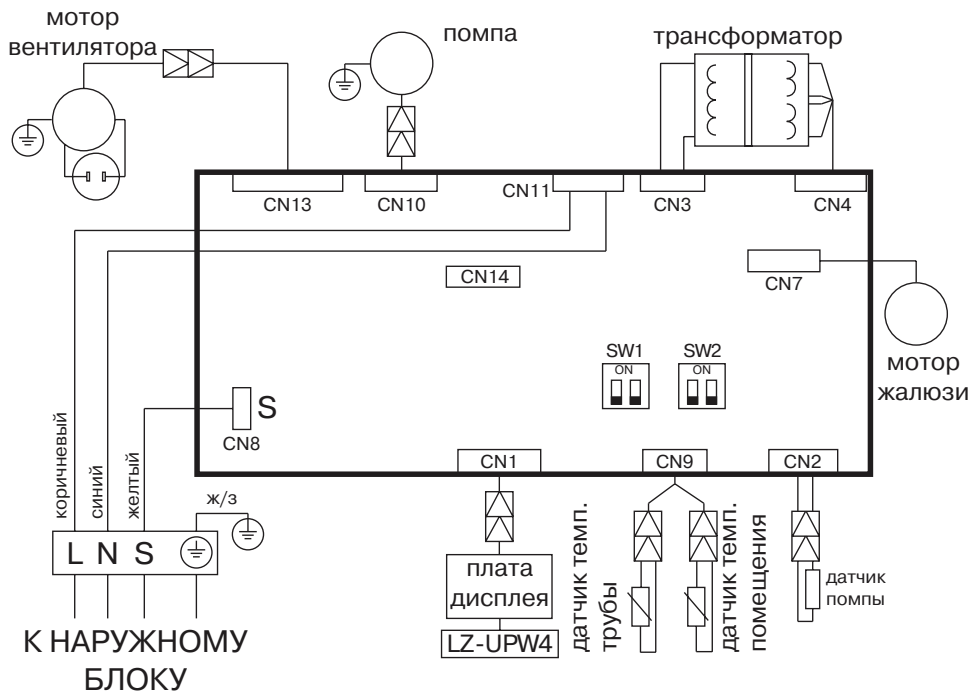 мотор
вентилятора
помпа
трансформатор
CN13
CN10
CN11
CN3
CN4
CN14
CN7
мотор
жалюзи
SW1
SW2
ON
ON
S
CN8
CN1
CN9
CN2
коричневый
синий
желтый
ж/з
L N S
плата
дисплея
LZ-UPW4
датчик темп.
трубы
датчик темп.
помещения
датчик
помпы
К НАРУЖНОМУ
БЛОКУ